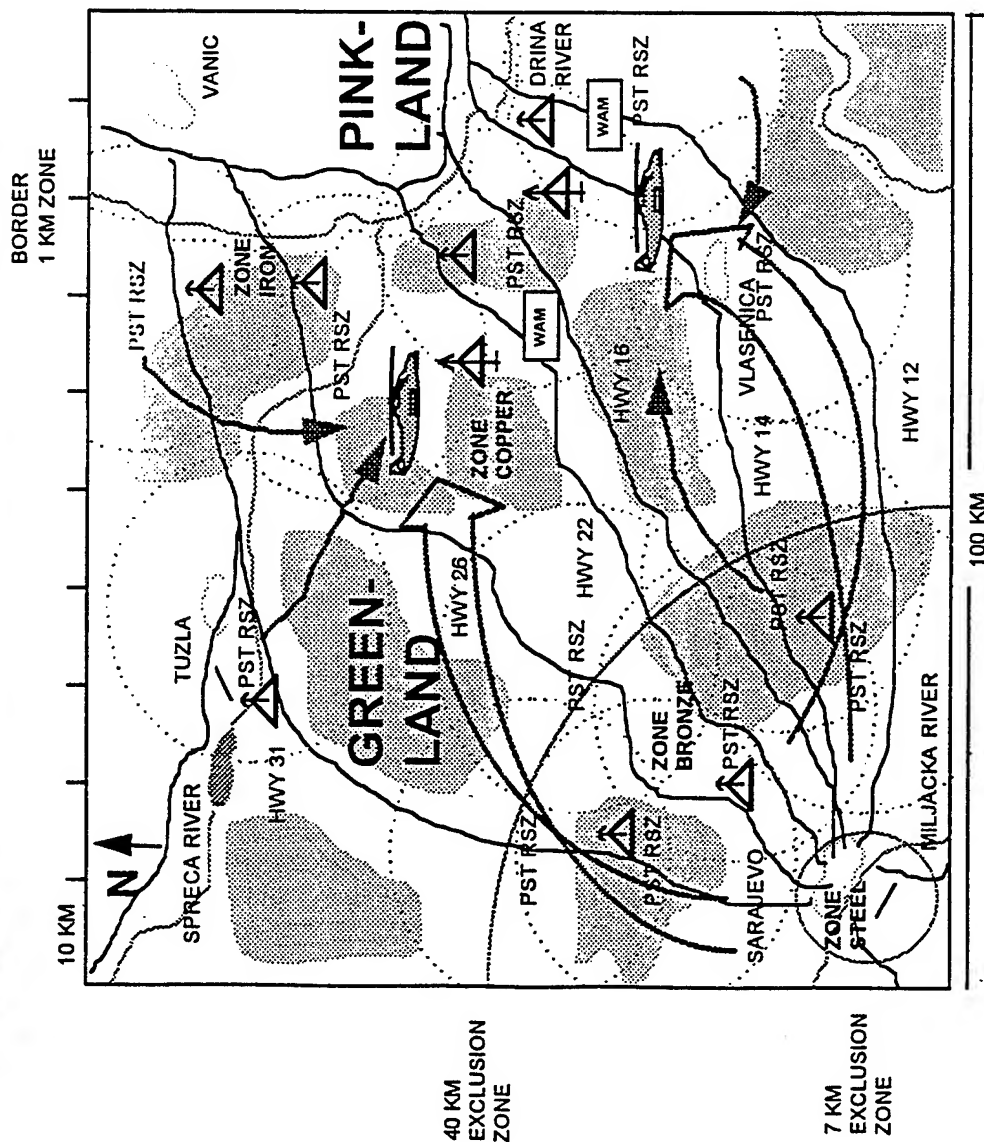 BORDER
1 KM ZONE
10 KM
N
SPRECA RIVER
TUZLA
PST RSZ
VANIC
PST RSZ
ZONE
IRON
PST RSZ
HWY 31
PINK-
LAND
GREEN-
LAND
HWY 26
ZONE
COPPER
WAM
PST RSZ
DRINA
RIVER
WAM
PST RSZ
40 KM
EXCLUSION
ZONE
PST RSZ
PST RSZ
HWY 22
HWY 16
PST RSZ
ZONE
BRONZE
PST RSZ
VLASENICA
PST RSZ
HWY 14
PST RSZ
SARAJEVO
ZONE
STEEL
PST RSZ
HWY 12
MILJACKA RIVER
7 KM
EXCLUSION
ZONE
100 KM